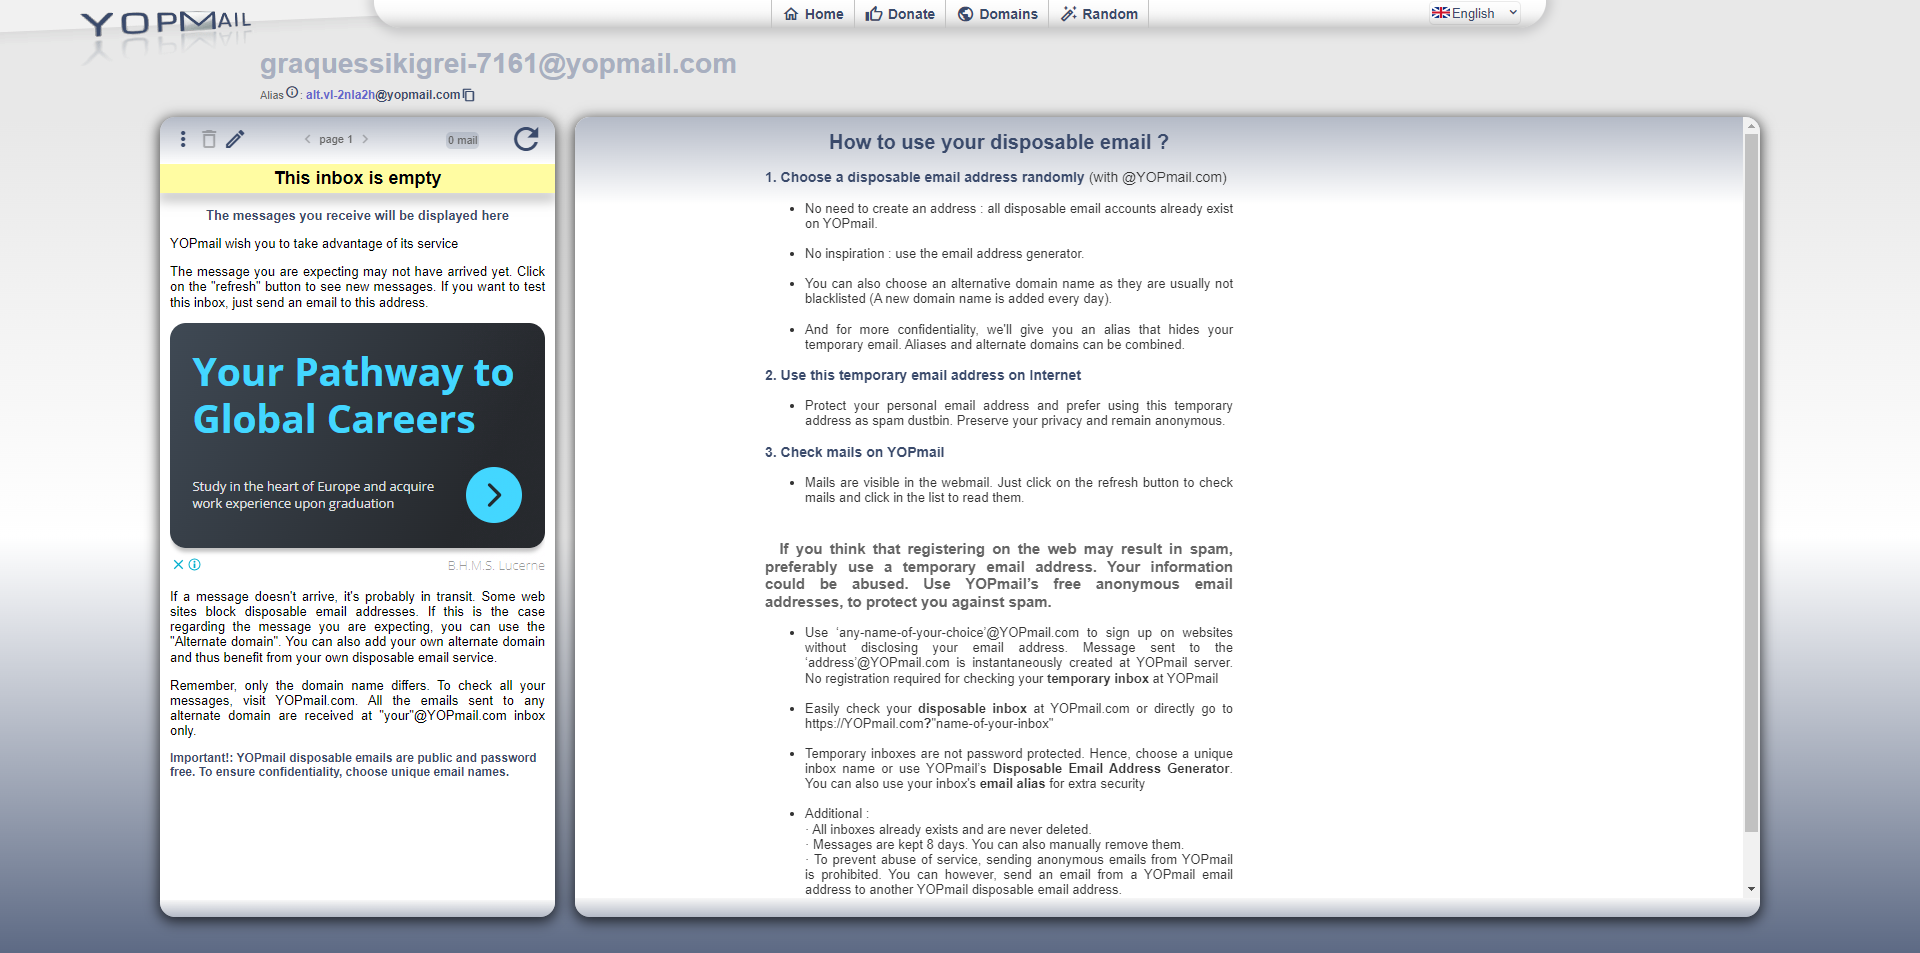 YOPMAIL
Home
Donate
Domains
Random
English
graquessikigrei-7161@yopmail.com
Alias : alt.vl-2nla2h@yopmail.com
page 1
0 mail
This inbox is empty
The messages you receive will be displayed here
YOPmail wish you to take advantage of its service
The message you are expecting may not have arrived yet. Click
on the "refresh" button to see new messages. If you want to test
this inbox, just send an email to this address.
Your Pathway to
Global Careers
Study in the heart of Europe and acquire
work experience upon graduation
B.H.M.S. Lucerne
If a message doesn't arrive, it's probably in transit. Some web
sites block disposable email addresses. If this is the case
regarding the message you are expecting, you can use the
"Alternate domain". You can also add your own alternate domain
and thus benefit from your own disposable email service.
Remember, only the domain name differs. To check all your
messages, visit YOPmail.com. All the emails sent to any
alternate domain are received at "your"@YOPmail.com inbox
only.
Important!: YOPmail disposable emails are public and password
free. To ensure confidentiality, choose unique email names.
How to use your disposable email ?
1. Choose a disposable email address randomly (with @YOPmail.com)
• No need to create an address : all disposable email accounts already exist
on YOPmail.
• No inspiration : use the email address generator.
• You can also choose an alternative domain name as they are usually not
blacklisted (A new domain name is added every day).
• And for more confidentiality, we'll give you an alias that hides your
temporary email. Aliases and alternate domains can be combined.
2. Use this temporary email address on Internet
• Protect your personal email address and prefer using this temporary
address as spam dustbin. Preserve your privacy and remain anonymous.
3. Check mails on YOPmail
• Mails are visible in the webmail. Just click on the refresh button to check
mails and click in the list to read them.
If you think that registering on the web may result in spam,
preferably use a temporary email address. Your information
could be abused. Use YOPmail's free anonymous email
addresses, to protect you against spam.
• Use ‘any-name-of-your-choice’@YOPmail.com to sign up on websites
without disclosing your email address. Message sent to the
‘address’@YOPmail.com is instantaneously created at YOPmail server.
No registration required for checking your temporary inbox at YOPmail
• Easily check your disposable inbox at YOPmail.com or directly go to
https://YOPmail.com?"name-of-your-inbox"
• Temporary inboxes are not password protected. Hence, choose a unique
inbox name or use YOPmail's Disposable Email Address Generator.
You can also use your inbox's email alias for extra security
• Additional :
· All inboxes already exists and are never deleted.
· Messages are kept 8 days. You can also manually remove them.
· To prevent abuse of service, sending anonymous emails from YOPmail
is prohibited. You can however, send an email from a YOPmail email
address to another YOPmail disposable email address.